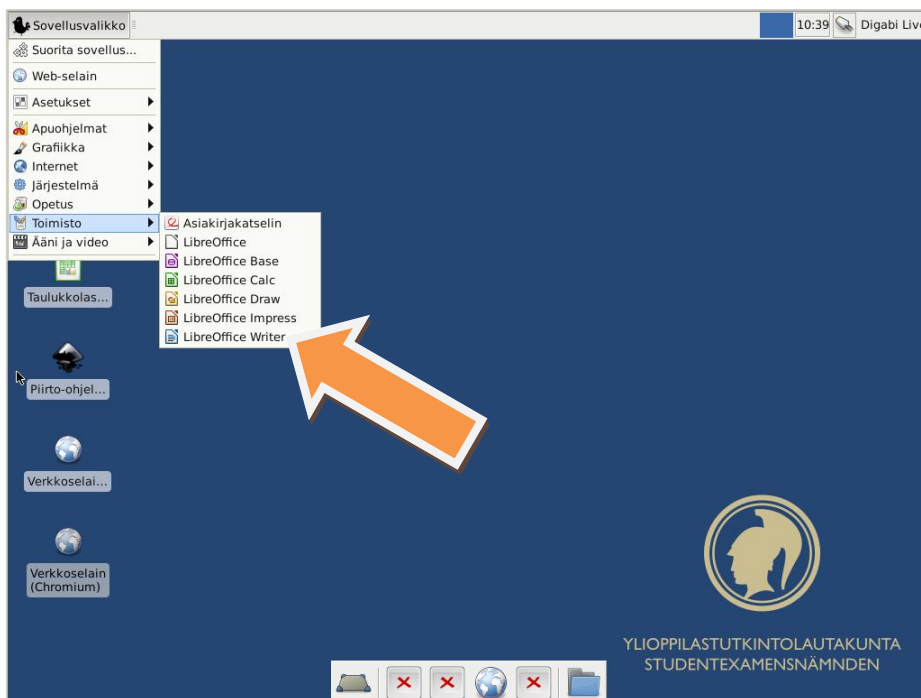 Sovellusvalikko
10:39
Digabi Live
Suorita sovellus...
Web-selain
Asetukset
Apuohjelmat
Grafiikka
Internet
Järjestelmä
Opetus
Toimisto
Ääni ja video
Asiakirjakatselin
LibreOffice
LibreOffice Base
LibreOffice Calc
LibreOffice Draw
LibreOffice Impress
LibreOffice Writer
Taulukkolas...
Piirto-ohjel...
Verkkoselai...
Verkkoselain
(Chromium)
YLIOPPILASTUTKINTOLAUTAKUNTA
STUDENTEXAMENSNÄMNDEN